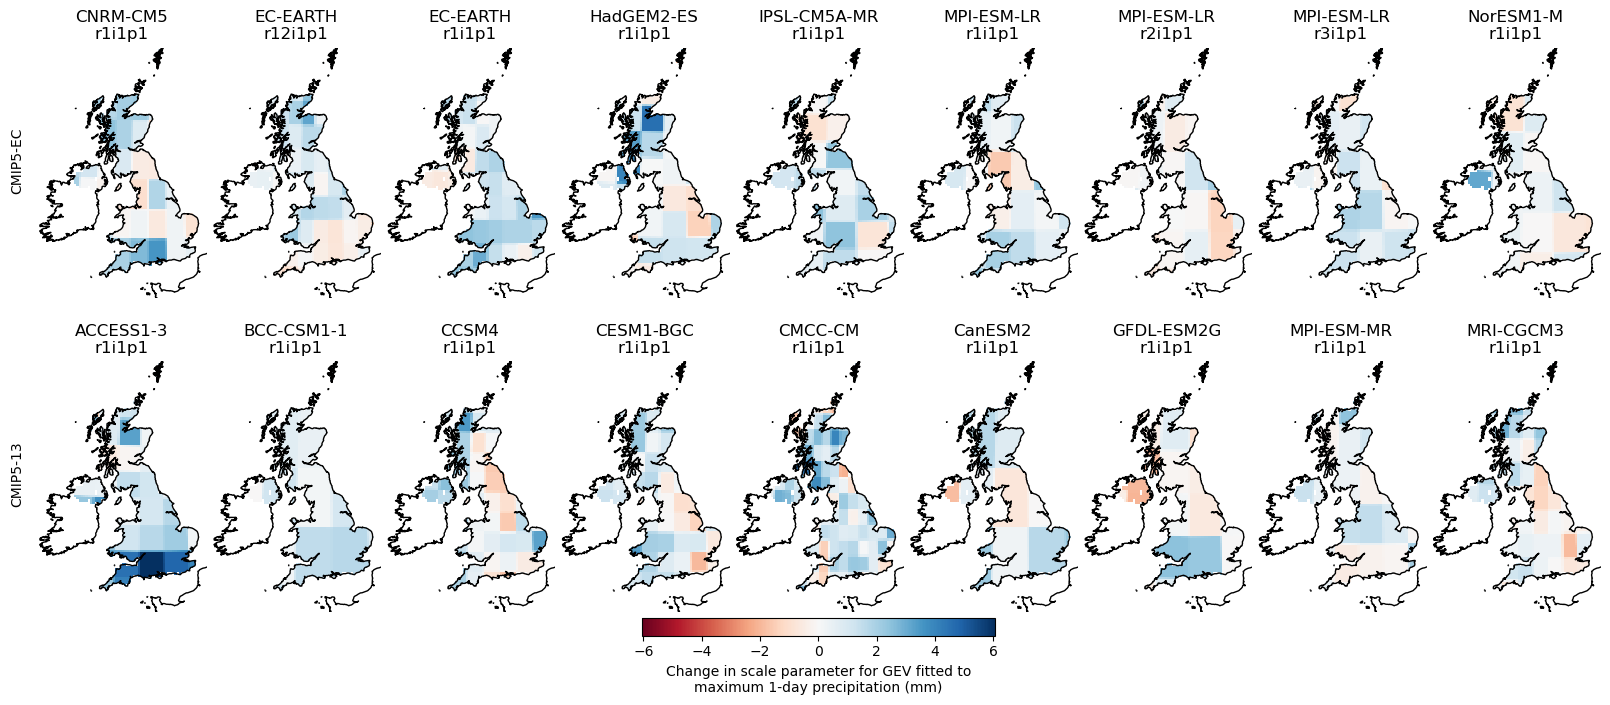 CNRM-CM5 EC-EARTH EC-EARTH HadGEM2-ES IPSL-CM5A-MR MPI-ESM-LR MPI-ESM-LR MPI-ESM-LR NorESM1-M
r1i1p1 r12i1p1 r1i1p1 r1i1p1 r1i1p1 r1i1p1 r2i1p1 r3i1p1 r1i1p1
CMIP5-EC
ACCESS1-3 BCC-CSM1-1 CCSM4 CESM1-BGC CMCC-CM CanESM2 GFDL-ESM2G MPI-ESM-MR MRI-CGCM3
r1i1p1 r1i1p1 r1i1p1 r1i1p1 r1i1p1 r1i1p1 r1i1p1 r1i1p1 r1i1p1
CMIP5-13
−6 −4 −2 0 2 4 6
Change in scale parameter for GEV fitted to
maximum 1-day precipitation (mm)